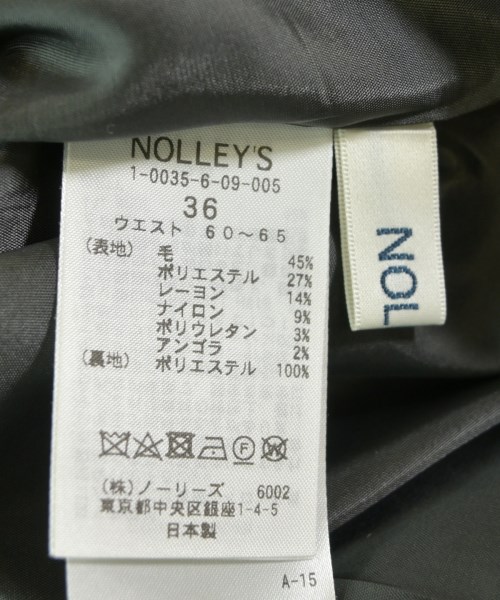 NOLLEY'S
1-0035-6-09-005
36
ウエスト 60～65
(表地) 毛 45%
ポリエステル 27%
レーヨン 14%
ナイロン 9%
ポリウレタン 3%
アンゴラ 2%
(裏地) ポリエステル 100%
F
W
(株)ノーリーズ 6002
東京都中央区銀座1-4-5
日本製
A-15
NOL